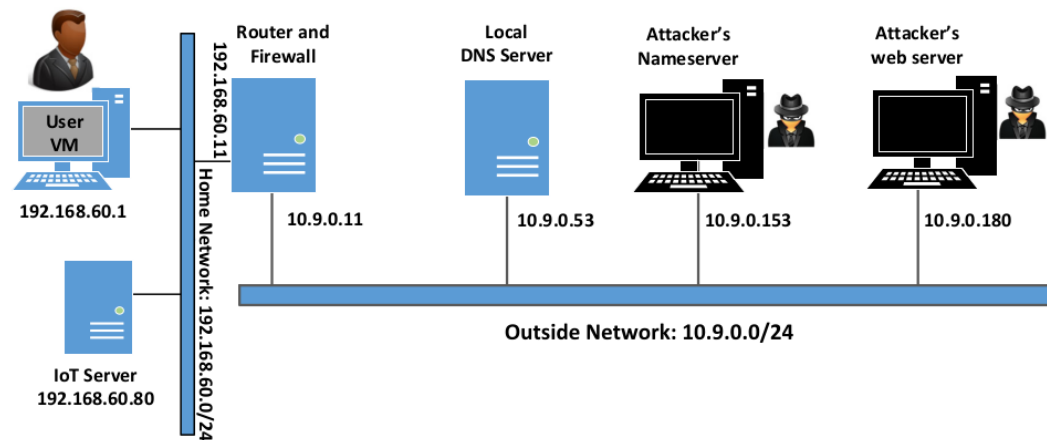 Router and
Firewall
Local
DNS Server
Attacker's
Nameserver
Attacker's
web server
192.168.60.11
User
VM
192.168.60.1
10.9.0.11
10.9.0.53
10.9.0.153
10.9.0.180
Home Network: 192.168.60.0/24
Outside Network: 10.9.0.0/24
IoT Server
192.168.60.80